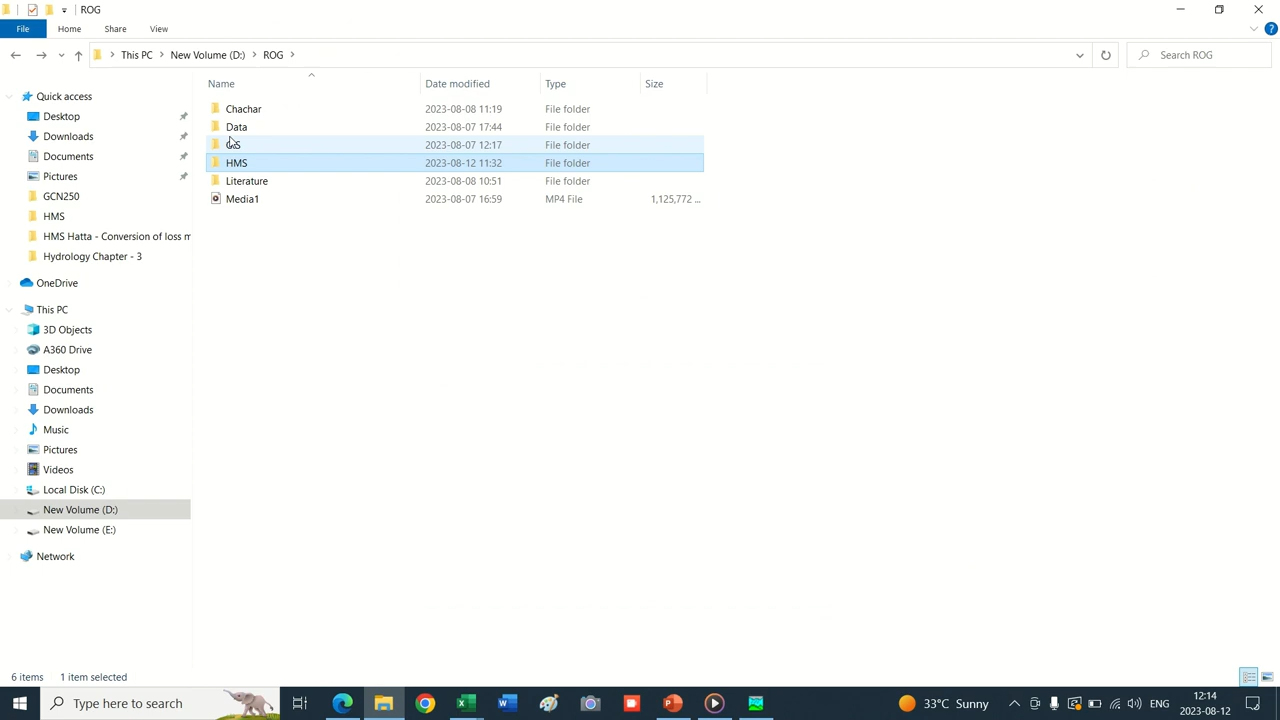 ROG
File Home Share View
This PC New Volume (D:) ROG
Search ROG
Name Date modified Type Size
Chachar 2023-08-08 11:19 File folder
Data 2023-08-07 17:44 File folder
2023-08-07 12:17 File folder
HMS 2023-08-12 11:32 File folder
Literature 2023-08-08 10:51 File folder
Media1 2023-08-07 16:59 MP4 File 1,125,772 ...
Quick access
Desktop
Downloads
Documents
Pictures
GCN250
HMS
HMS Hatta - Conversion of loss m
Hydrology Chapter - 3
OneDrive
This PC
3D Objects
A360 Drive
Desktop
Documents
Downloads
Music
Pictures
Videos
Local Disk (C:)
New Volume (D:)
New Volume (E:)
Network
6 items 1 item selected
Type here to search
33°C Sunny
ENG
12:14
2023-08-12